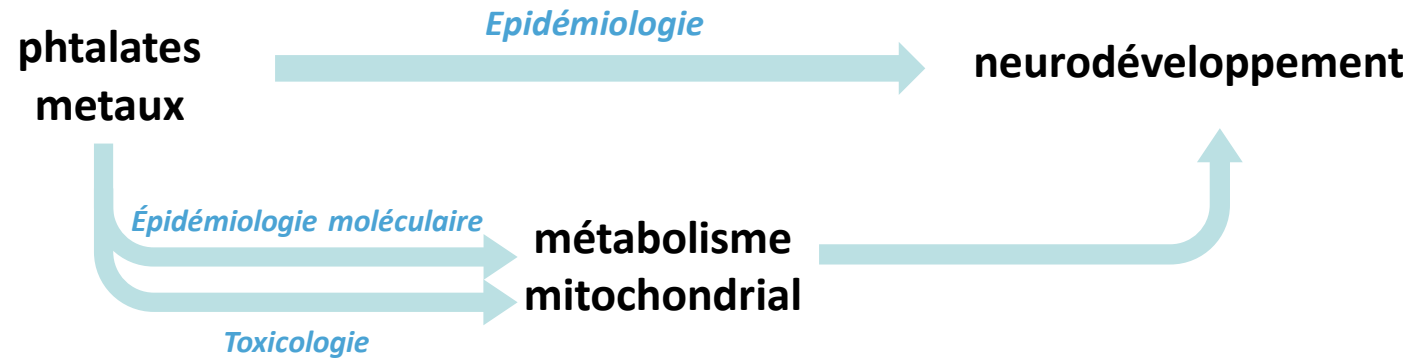 Epidémiologie
phtalates
metaux
neurodéveloppement
Épidémiologie moléculaire
métabolisme
mitochondrial
Toxicologie